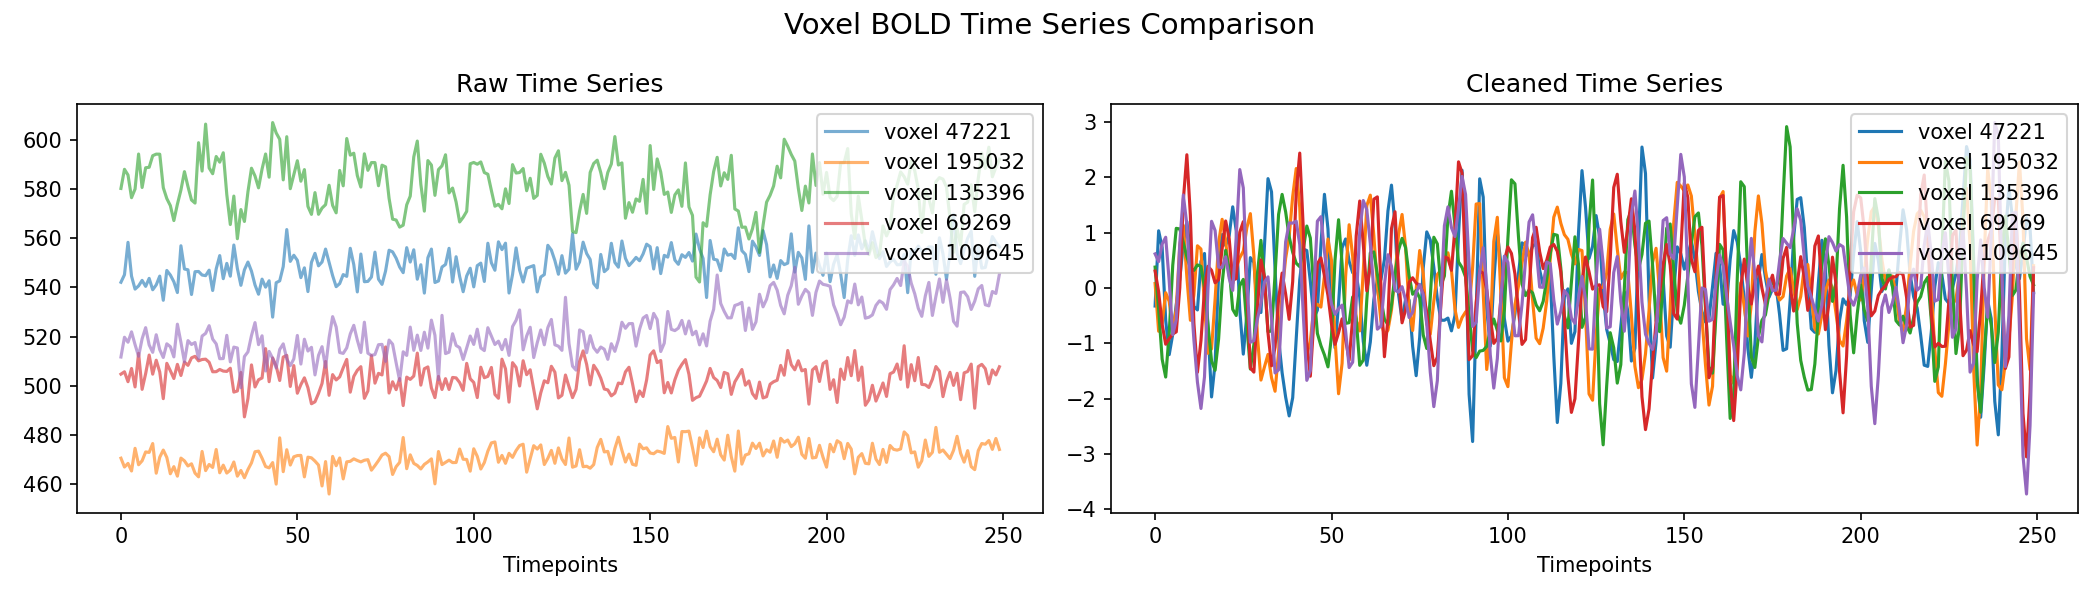 Voxel BOLD Time Series Comparison
Raw Time Series
voxel 47221
voxel 195032
voxel 135396
voxel 69269
voxel 109645
600
580
560
540
520
500
480
460
0 50 100 150 200 250
Timepoints
Cleaned Time Series
voxel 47221
voxel 195032
voxel 135396
voxel 69269
voxel 109645
3
2
1
0
−1
−2
−3
−4
0 50 100 150 200 250
Timepoints